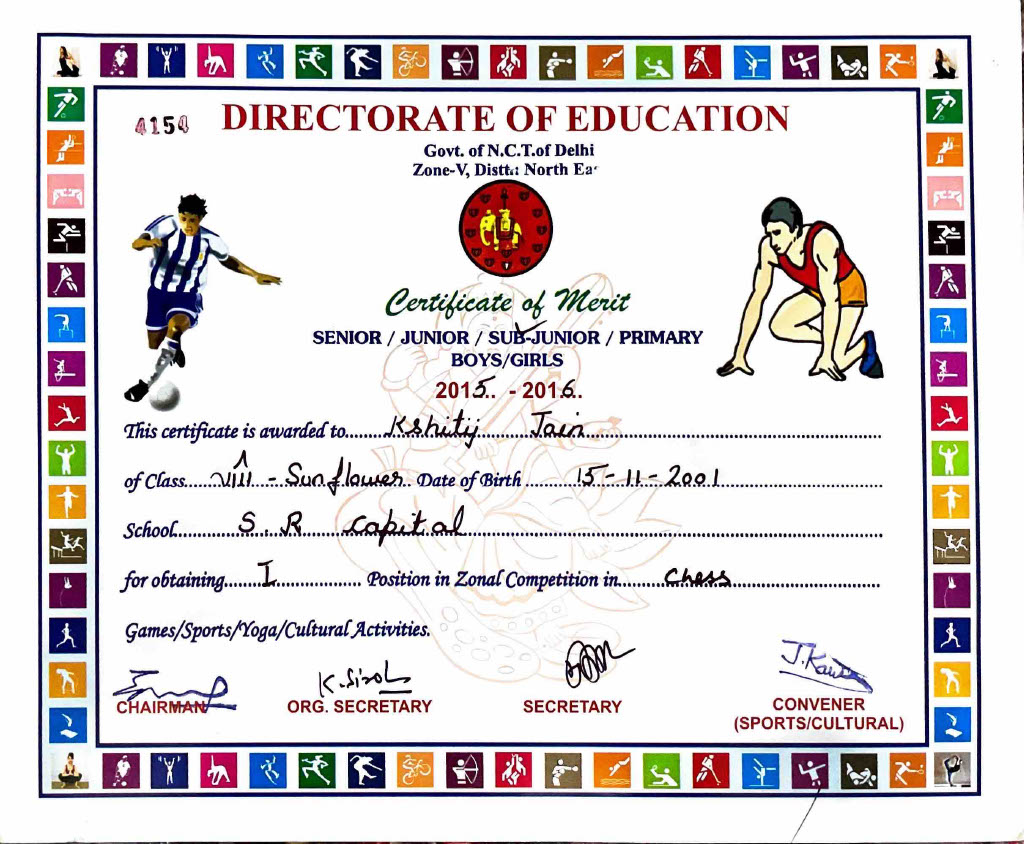 4154
DIRECTORATE OF EDUCATION
Govt. of N.C.T.of Delhi
Zone-V, Distt.: North Ea
Certificate of Merit
SENIOR / JUNIOR / SUB-JUNIOR / PRIMARY
BOYS/GIRLS
2015.. - 2016..
This certificate is awarded to....Kshitij Jain
of Class....VIII - Sunflower. Date of Birth ........15-11-2001
School......S.R capital
for obtaining.......I............... Position in Zonal Competition in.......Chess
Games/Sports/Yoga/Cultural Activities.
J. Kaur
CHAIRMAN ORG. SECRETARY SECRETARY CONVENER
(SPORTS/CULTURAL)